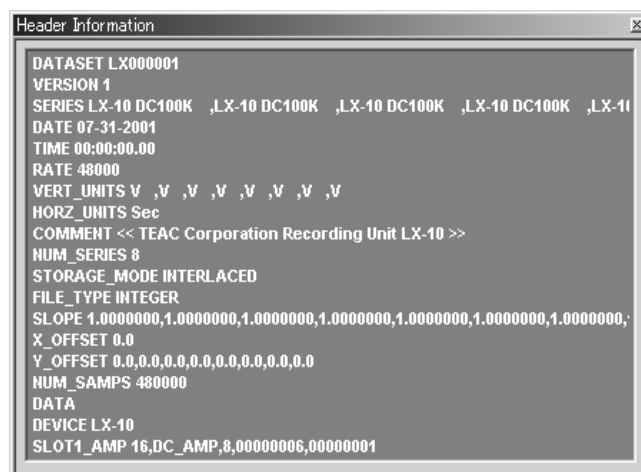 Header Information
DATASET LX000001
VERSION 1
SERIES LX-10 DC100K   ,LX-10 DC100K   ,LX-10 DC100K   ,LX-10 DC100K   ,LX-10
DATE 07-31-2001
TIME 00:00:00.00
RATE 48000
VERT_UNITS V   ,V   ,V   ,V   ,V   ,V   ,V   ,V
HORZ_UNITS Sec
COMMENT << TEAC Corporation Recording Unit LX-10 >>
NUM_SERIES 8
STORAGE_MODE INTERLACED
FILE_TYPE INTEGER
SLOPE 1.0000000,1.0000000,1.0000000,1.0000000,1.0000000,1.0000000,1.0000000,
X_OFFSET 0.0
Y_OFFSET 0.0,0.0,0.0,0.0,0.0,0.0,0.0,0.0
NUM_SAMPS 480000
DATA
DEVICE LX-10
SLOT1_AMP 16,DC_AMP,8,00000006,00000001